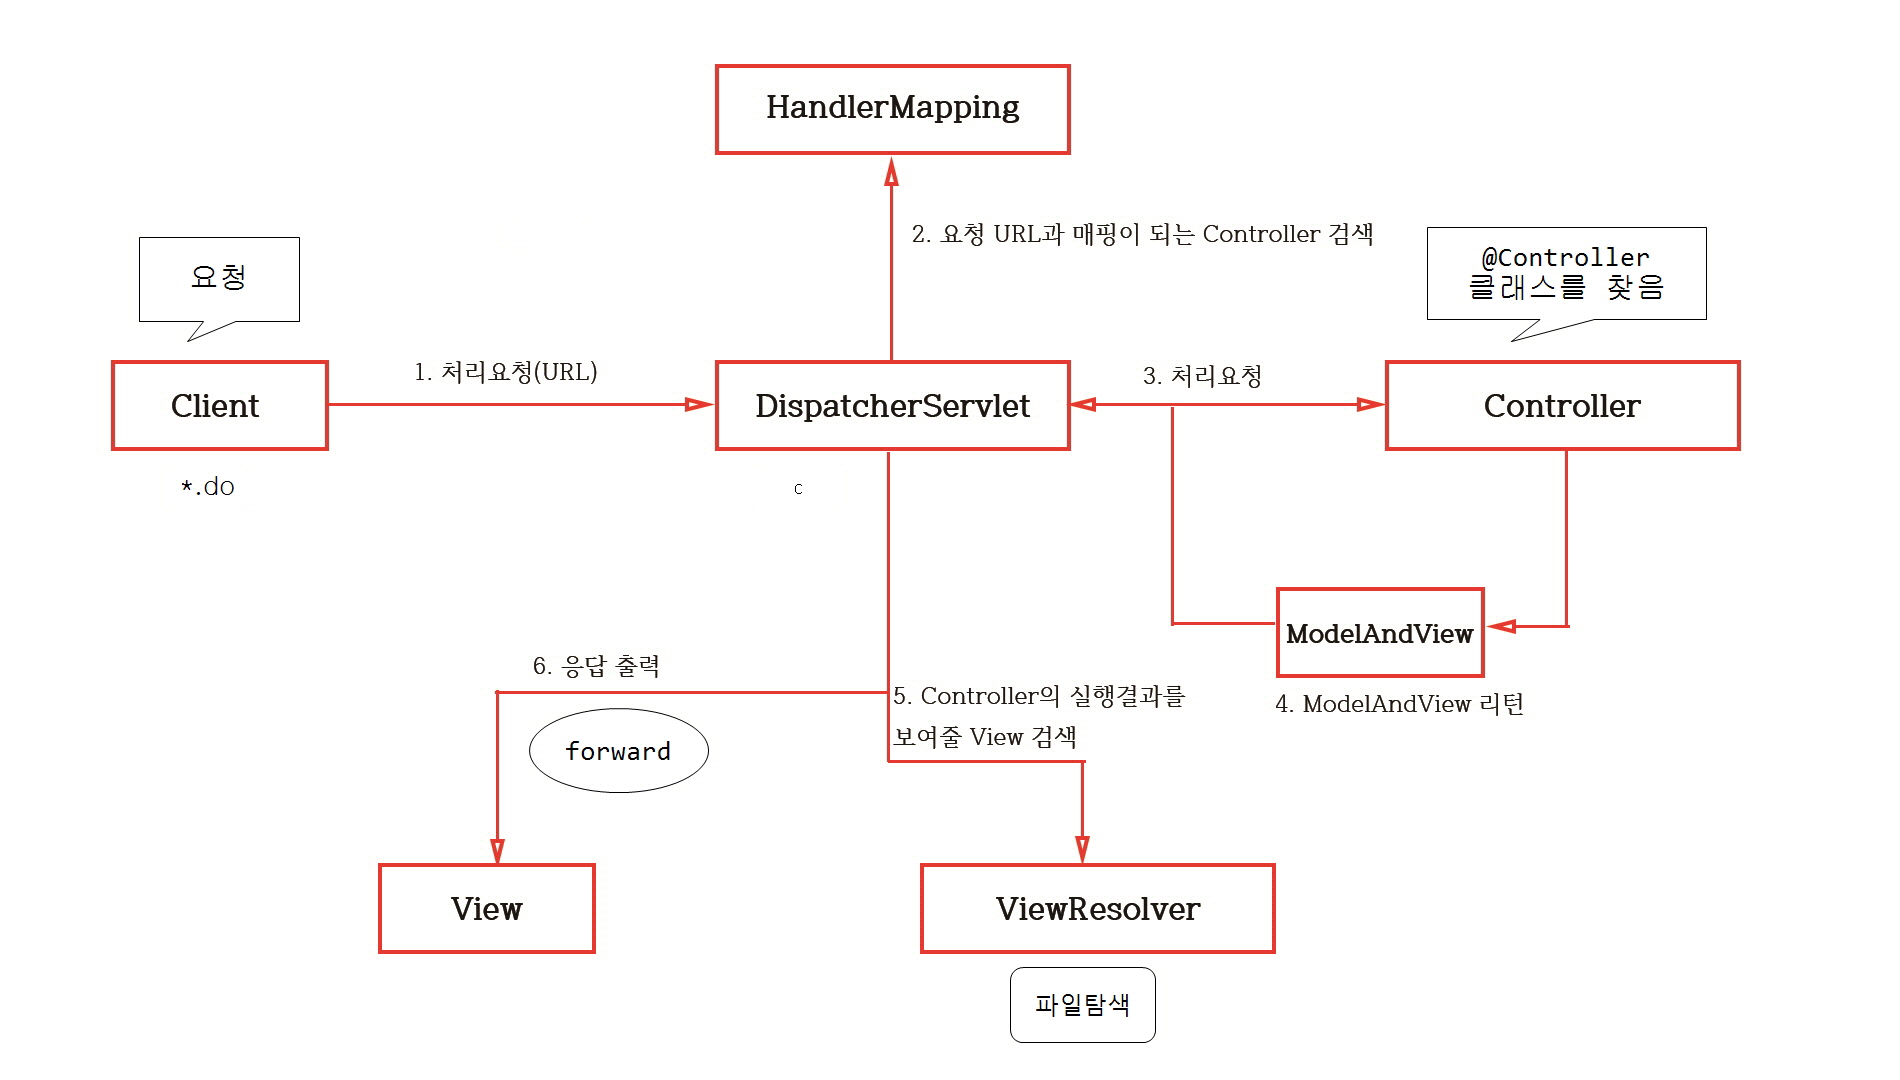 HandlerMapping
2. 요청 URL과 매핑이 되는 Controller 검색
요청
@Controller
클래스를 찾음
1. 처리요청(URL)
3. 처리요청
Client
DispatcherServlet
Controller
*.do
c
ModelAndView
6. 응답 출력
5. Controller의 실행결과를
보여줄 View 검색
4. ModelAndView 리턴
forward
View
ViewResolver
파일탐색